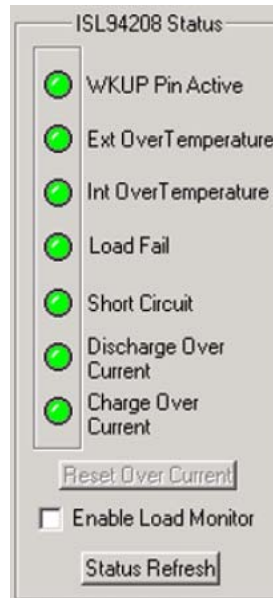 ISL94208 Status
WKUP Pin Active
Ext OverTemperature
Int OverTemperature
Load Fail
Short Circuit
Discharge Over
Current
Charge Over
Current
Reset Over Current
Enable Load Monitor
Status Refresh